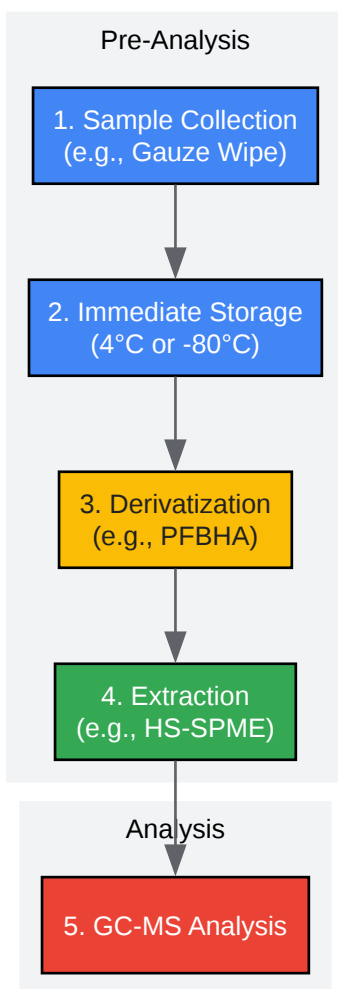 Pre-Analysis
1. Sample Collection
(e.g., Gauze Wipe)
2. Immediate Storage
(4°C or -80°C)
3. Derivatization
(e.g., PFBHA)
4. Extraction
(e.g., HS-SPME)
Analysis
5. GC-MS Analysis